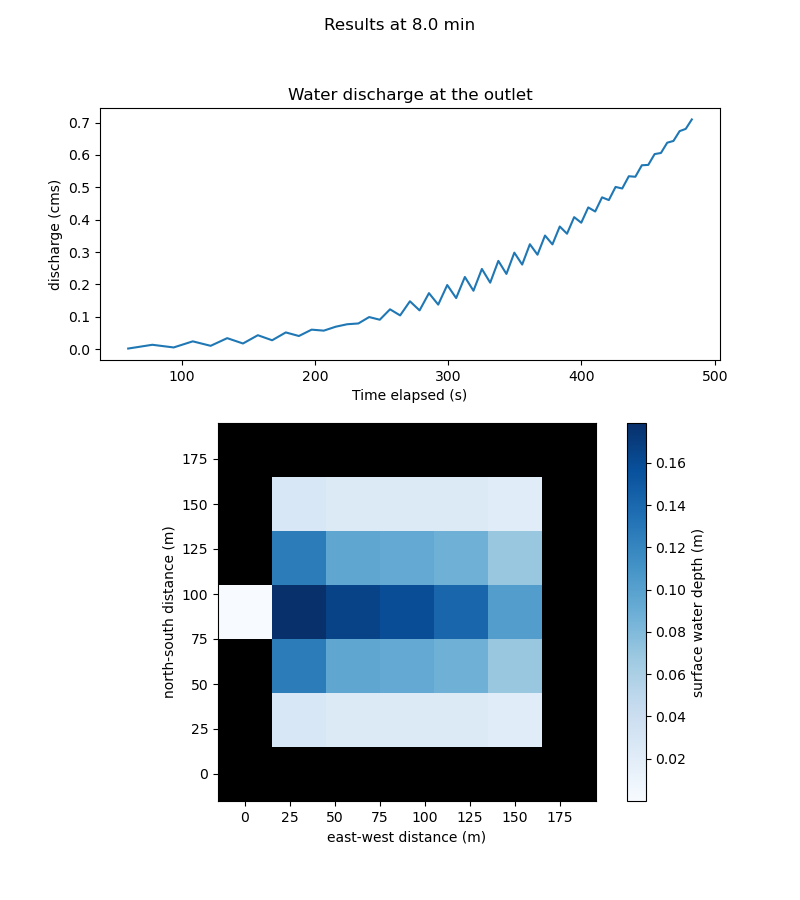 Results at 8.0 min
Water discharge at the outlet
discharge (cms)
0.7
0.6
0.5
0.4
0.3
0.2
0.1
0.0
100 200 300 400 500
Time elapsed (s)
north-south distance (m)
175
150
125
100
75
50
25
0
0 25 50 75 100 125 150 175
east-west distance (m)
0.16
0.14
0.12
0.10
0.08
0.06
0.04
0.02
surface water depth (m)